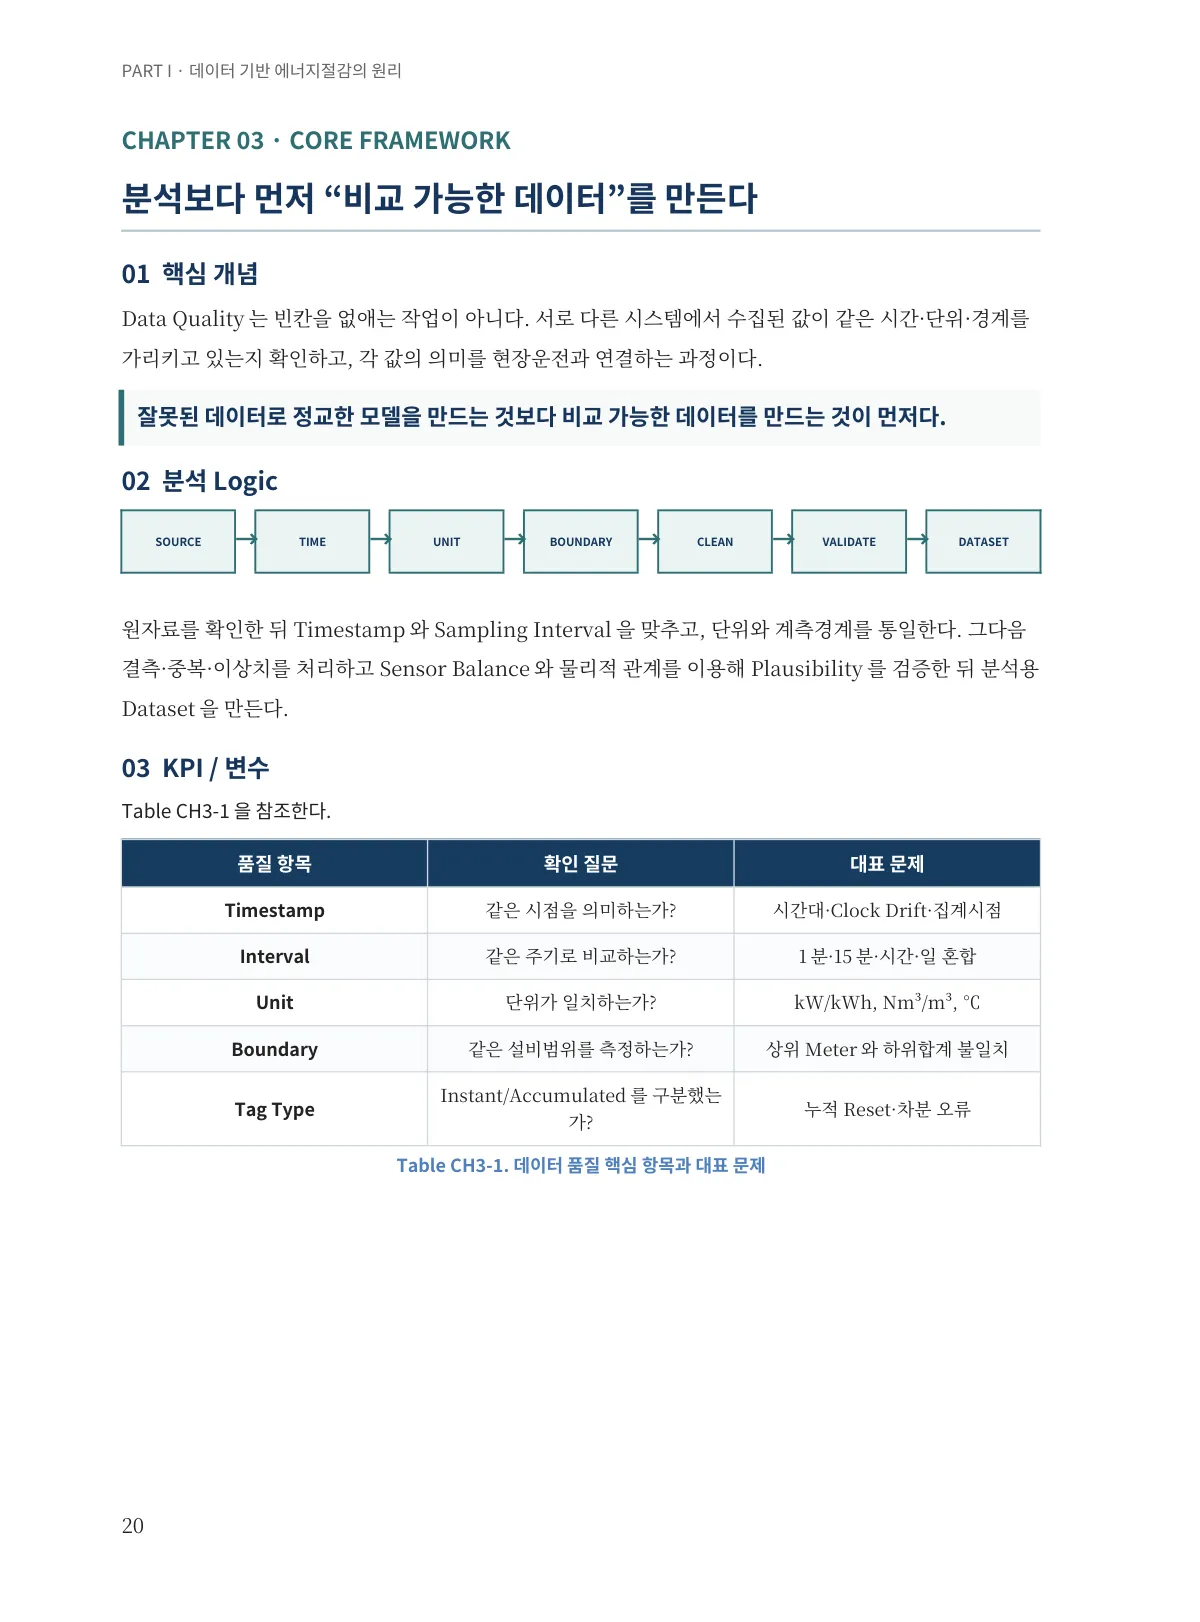 PART I · 데이터 기반 에너지절감의 원리
CHAPTER 03 · CORE FRAMEWORK
분석보다 먼저 “비교 가능한 데이터”를 만든다
01 핵심 개념
Data Quality 는 빈칸을 없애는 작업이 아니다. 서로 다른 시스템에서 수집된 값이 같은 시간·단위·경계를
가리키고 있는지 확인하고, 각 값의 의미를 현장운전과 연결하는 과정이다.
잘못된 데이터로 정교한 모델을 만드는 것보다 비교 가능한 데이터를 만드는 것이 먼저다.
02 분석 Logic
SOURCE → TIME → UNIT → BOUNDARY → CLEAN → VALIDATE → DATASET
원자료를 확인한 뒤 Timestamp 와 Sampling Interval 을 맞추고, 단위와 계측경계를 통일한다. 그다음
결측·중복·이상치를 처리하고 Sensor Balance 와 물리적 관계를 이용해 Plausibility 를 검증한 뒤 분석용
Dataset 을 만든다.
03 KPI / 변수
Table CH3-1 을 참조한다.
품질 항목 확인 질문 대표 문제
Timestamp 같은 시점을 의미하는가? 시간대·Clock Drift·집계시점
Interval 같은 주기로 비교하는가? 1 분·15 분·시간·일 혼합
Unit 단위가 일치하는가? kW/kWh, Nm³/m³, ℃
Boundary 같은 설비범위를 측정하는가? 상위 Meter 와 하위합계 불일치
Tag Type Instant/Accumulated 를 구분했는
가? 누적 Reset·차분 오류
Table CH3-1. 데이터 품질 핵심 항목과 대표 문제
20